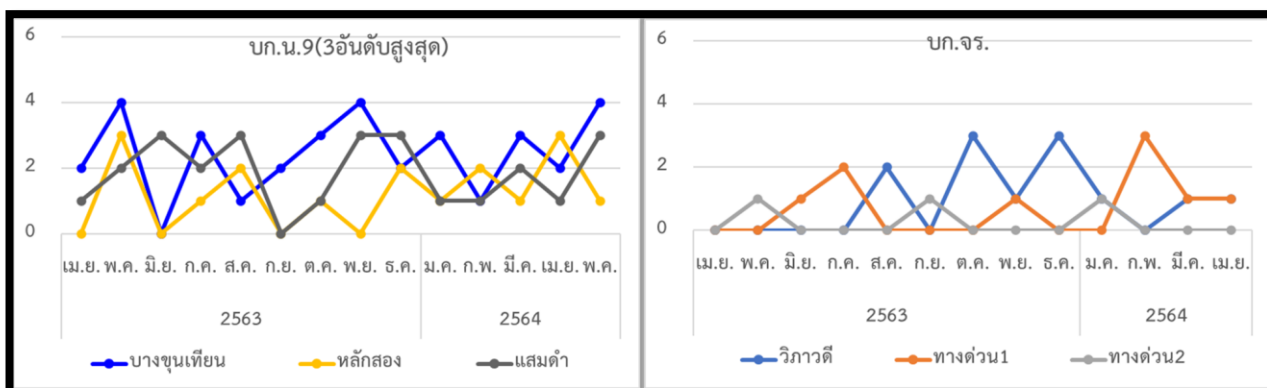 บก.น.9(3อันดับสูงสุด)
6
4
2
0
เม.ย. พ.ค. มิ.ย. ก.ค. ส.ค. ก.ย. ต.ค. พ.ย. ธ.ค. ม.ค. ก.พ. มี.ค. เม.ย. พ.ค.
2563 2564
บางขุนเทียน หลักสอง แสมดำ
บก.จร.
6
4
2
0
เม.ย. พ.ค. มิ.ย. ก.ค. ส.ค. ก.ย. ต.ค. พ.ย. ธ.ค. ม.ค. ก.พ. มี.ค. เม.ย.
2563 2564
วิภาวดี ทางด่วน1 ทางด่วน2